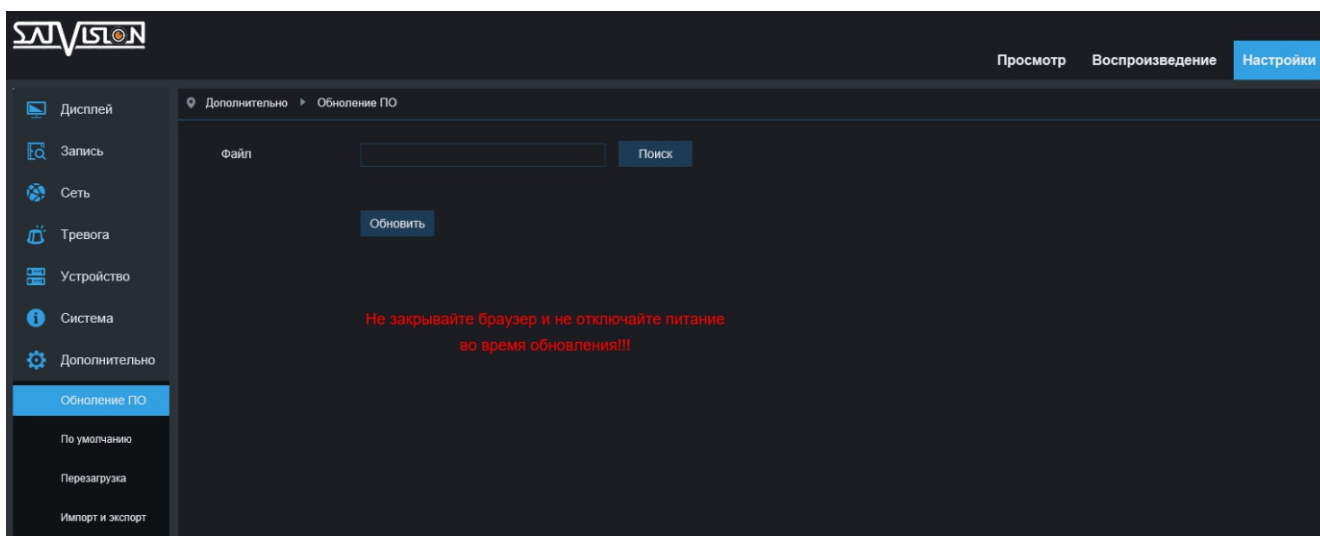 SATVISION
Просмотр Воспроизведение Настройки
Дополнительно Обноление ПО
Дисплей
Запись
Сеть
Тревога
Устройство
Система
Дополнительно
Обноление ПО
По умолчанию
Перезагрузка
Импорт и экспорт
Файл Поиск
Обновить
Не закрывайте браузер и не отключайте питание
во время обновления!!!